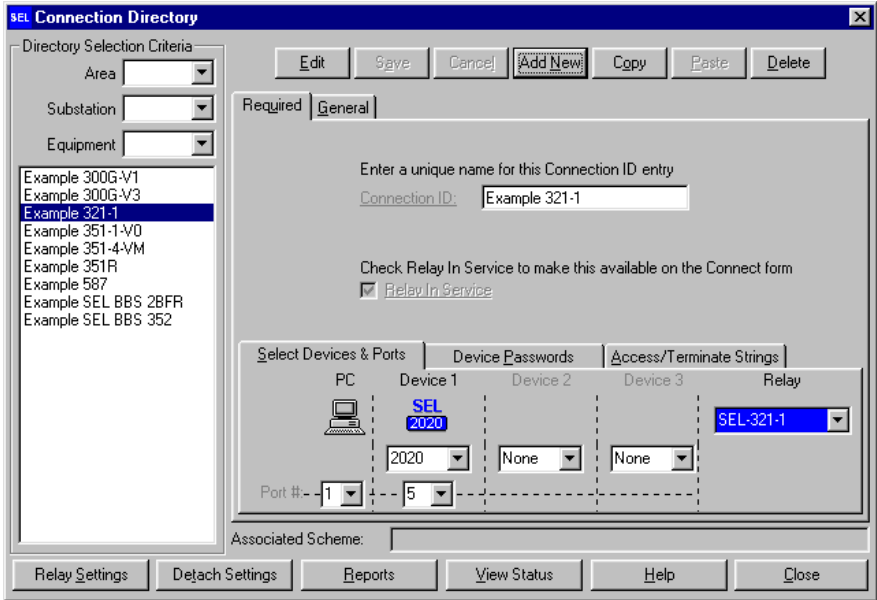 SEL Connection Directory
Directory Selection Criteria
Area
Substation
Equipment
Example 300G-V1
Example 300G-V3
Example 321-1
Example 351-1-V0
Example 351-4-VM
Example 351R
Example 587
Example SEL BBS 2BFR
Example SEL BBS 352
Edit Save Cancel Add New Copy Paste Delete
Required General
Enter a unique name for this Connection ID entry
Connection ID: Example 321-1
Check Relay In Service to make this available on the Connect form
Relay In Service
Select Devices & Ports Device Passwords Access/Terminate Strings
PC Device 1 Device 2 Device 3 Relay
SEL
2020
SEL-321-1
2020 None None
Port #: 1 5
Associated Scheme:
Relay Settings Detach Settings Reports View Status Help Close